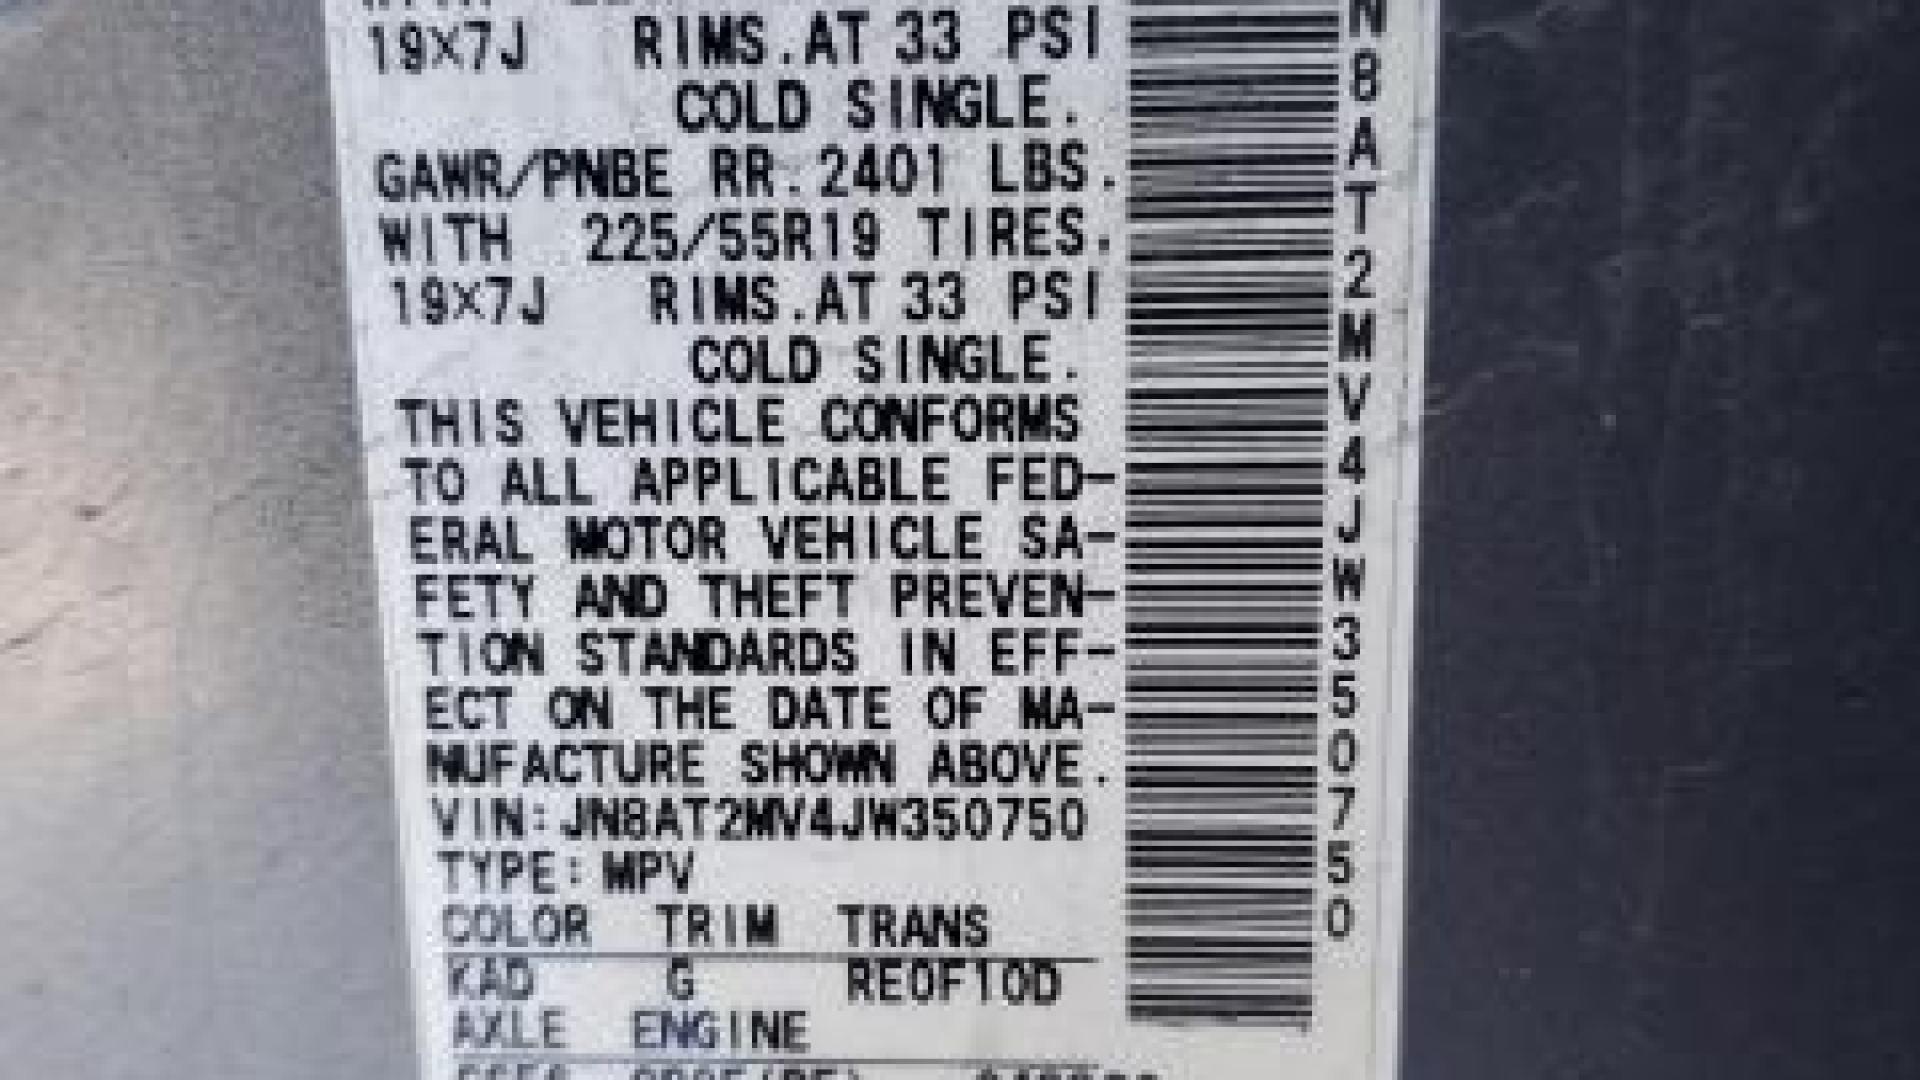 19X7J RIMS.AT 33 PSI
COLD SINGLE.
GAWR/PNBE RR.2401 LBS.
WITH 225/55R19 TIRES.
19X7J RIMS.AT 33 PSI
COLD SINGLE.
THIS VEHICLE CONFORMS
TO ALL APPLICABLE FED-
ERAL MOTOR VEHICLE SA-
FETY AND THEFT PREVEN-
TION STANDARDS IN EFF-
ECT ON THE DATE OF MA-
NUFACTURE SHOWN ABOVE.
VIN:JN8AT2MV4JW350750
TYPE:MPV
COLOR TRIM TRANS
KAD G RE0F10D
AXLE ENGINE
N8AT2MV4JW350750